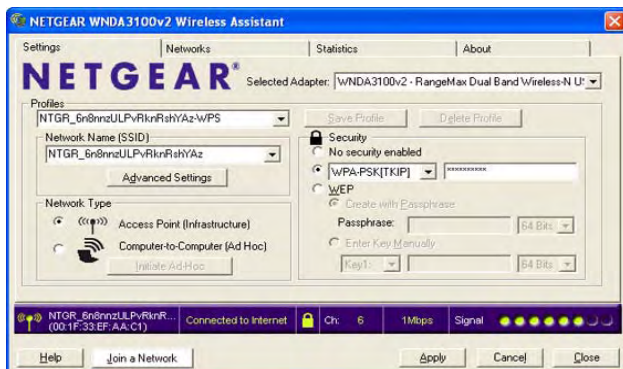 NETGEAR WNDA3100v2 Wireless Assistant
Settings Networks Statistics About
NETGEAR® Selected Adapter: WNDA3100v2 - RangeMax Dual Band Wireless-N U
Profiles
NTGR_6n8nnzULPvRknRshYAz-WPS Save Profile Delete Profile
Network Name (SSID)
NTGR_6n8nnzULPvRknRshYAz
Advanced Settings
Security
No security enabled
WPA-PSK[TKIP] **********
WEP
Create with Passphrase
Passphrase: 64 Bits
Enter Key Manually
Key1: 64 Bits
Network Type
Access Point (Infrastructure)
Computer-to-Computer (Ad Hoc)
Initiate Ad-Hoc
NTGR_6n8nnzULPvRknR...
(00:1F:33:EF:AA:C1) Connected to Internet Ch: 6 1Mbps Signal
Help Join a Network Apply Cancel Close